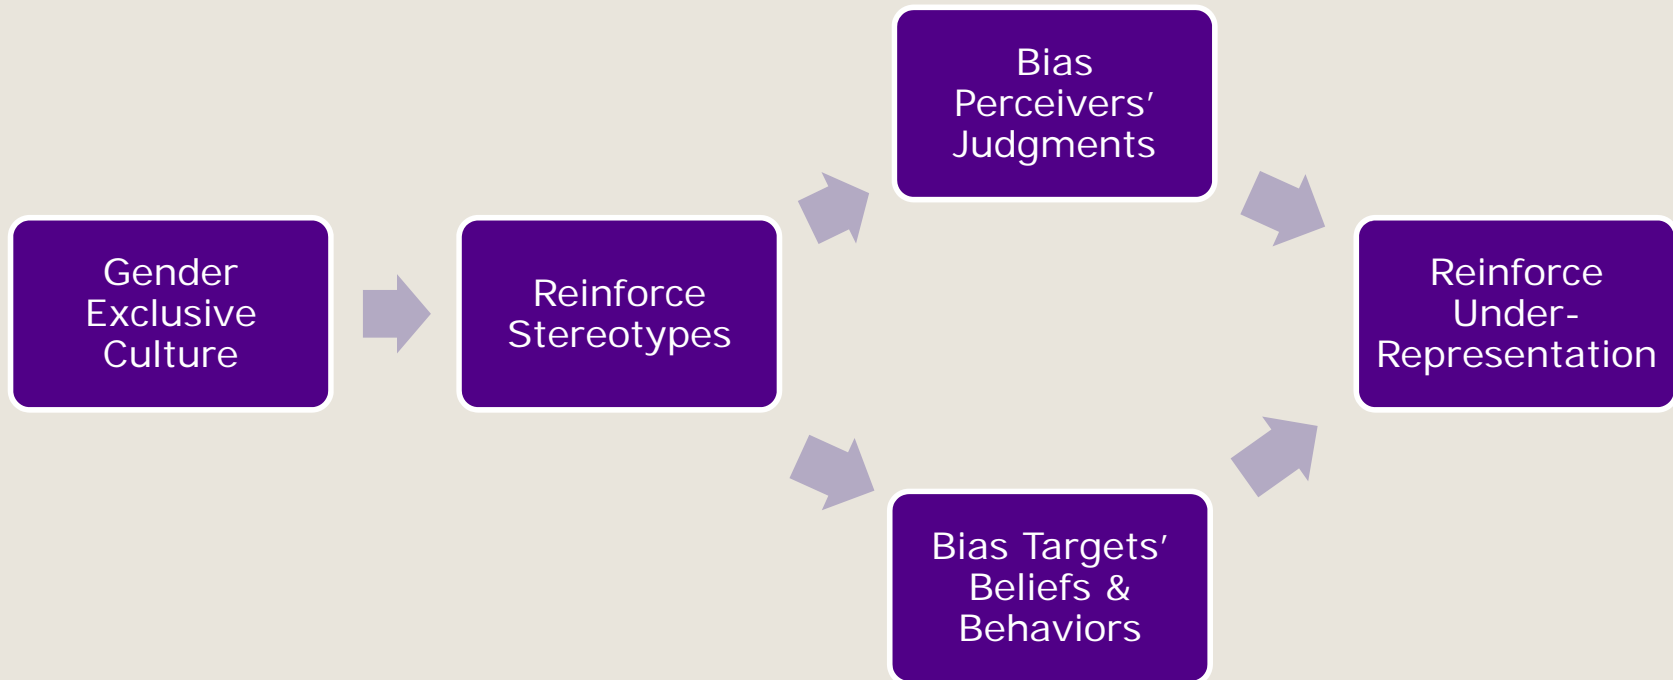 Gender
Exclusive
Culture
Reinforce
Stereotypes
Bias
Perceivers’
Judgments
Bias Targets’
Beliefs &
Behaviors
Reinforce
Under-
Representation